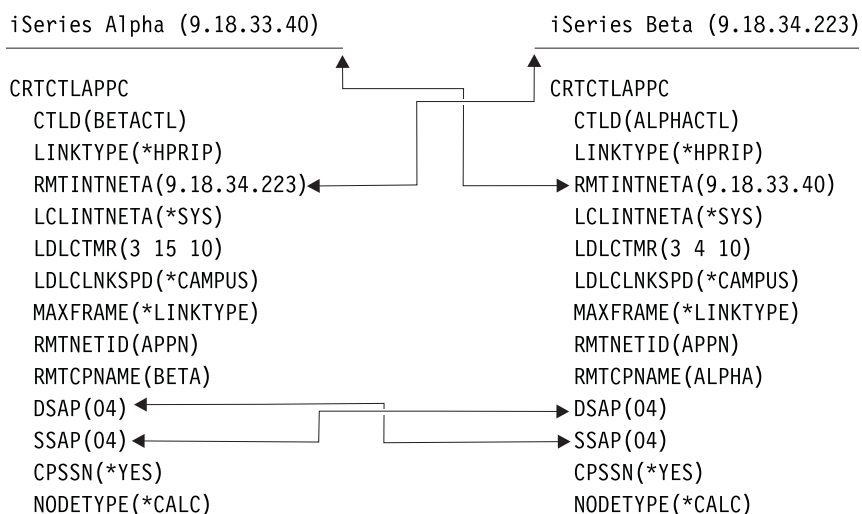 iSeries Alpha (9.18.33.40)
CRTCTLAPPC
CTLD(BETACTL)
LINKTYPE(*HPRIP)
RMTINTNETA(9.18.34.223)
LCLINTNETA(*SYS)
LDLCTMR(3 15 10)
LDLCLNKSPD(*CAMPUS)
MAXFRAME(*LINKTYPE)
RMTNETID(APPN)
RMTCPNAME(BETA)
DSAP(04)
SSAP(04)
CPSSN(*YES)
NODETYPE(*CALC)
iSeries Beta (9.18.34.223)
CRTCTLAPPC
CTLD(ALPHACTL)
LINKTYPE(*HPRIP)
RMTINTNETA(9.18.33.40)
LCLINTNETA(*SYS)
LDLCTMR(3 4 10)
LDLCLNKSPD(*CAMPUS)
MAXFRAME(*LINKTYPE)
RMTNETID(APPN)
RMTCPNAME(ALPHA)
DSAP(04)
SSAP(04)
CPSSN(*YES)
NODETYPE(*CALC)